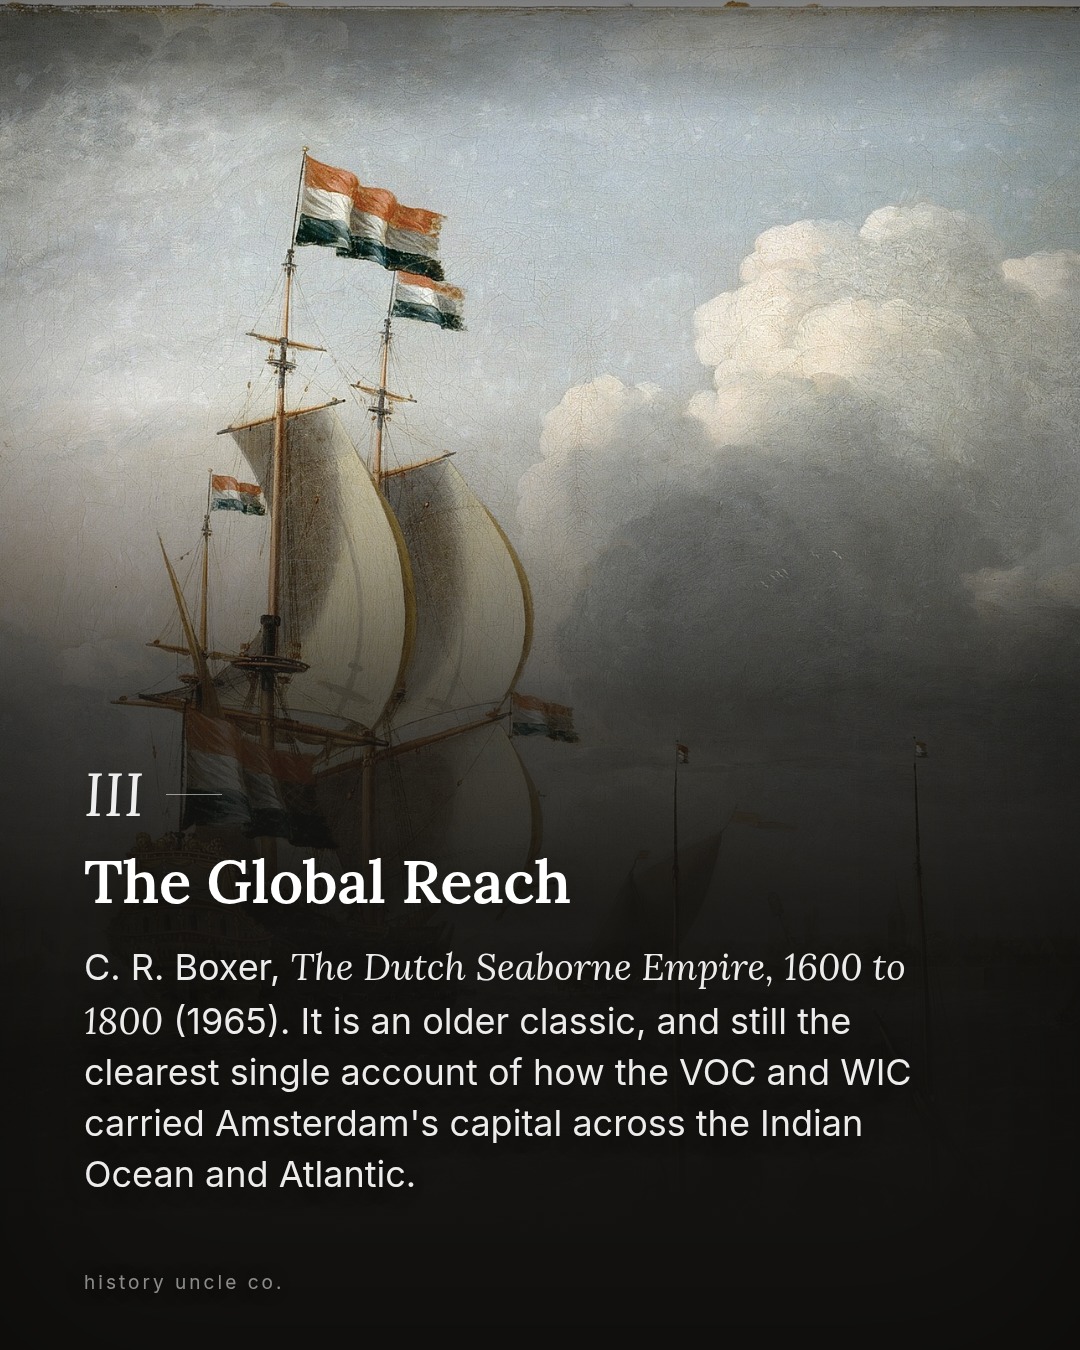 III
The Global Reach
C. R. Boxer, The Dutch Seaborne Empire, 1600 to
1800 (1965). It is an older classic, and still the
clearest single account of how the VOC and WIC
carried Amsterdam's capital across the Indian
Ocean and Atlantic.
history uncle co.